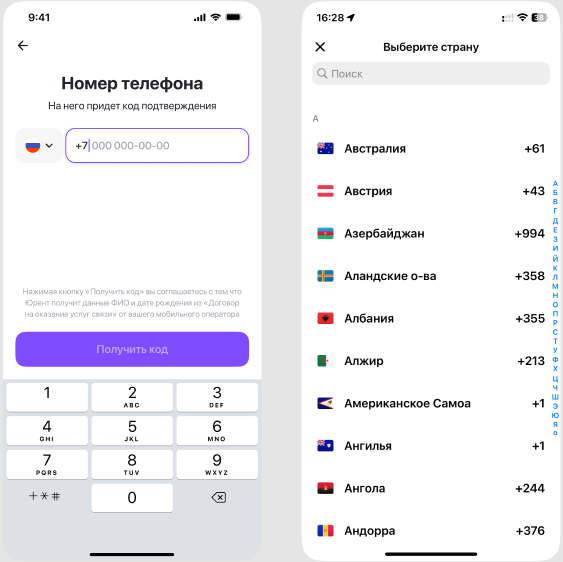 9:41
Номер телефона
На него придет код подтверждения
+7 000 000-00-00
Нажимая кнопку «Получить код» вы соглашаетесь с тем что
Юрент получит данные ФИО и дате рождения из «Договор
на оказание услуг связи» от вашего мобильного оператора
Получить код
1
2
ABC
3
DEF
4
GHI
5
JKL
6
MNO
7
PQRS
8
TUV
9
WXYZ
+*#
0
16:28
38
Выберите страну
Поиск
А
Австралия +61
Австрия +43
Азербайджан +994
Аландские о-ва +358
Албания +355
Алжир +213
Американское Самоа +1
Ангилья +1
Ангола +244
Андорра +376
А
Б
В
Г
Д
Е
З
И
Й
К
Л
М
Н
О
П
Р
С
Т
У
Ф
Х
Ц
Ч
Ш
Э
Ю
Я
о